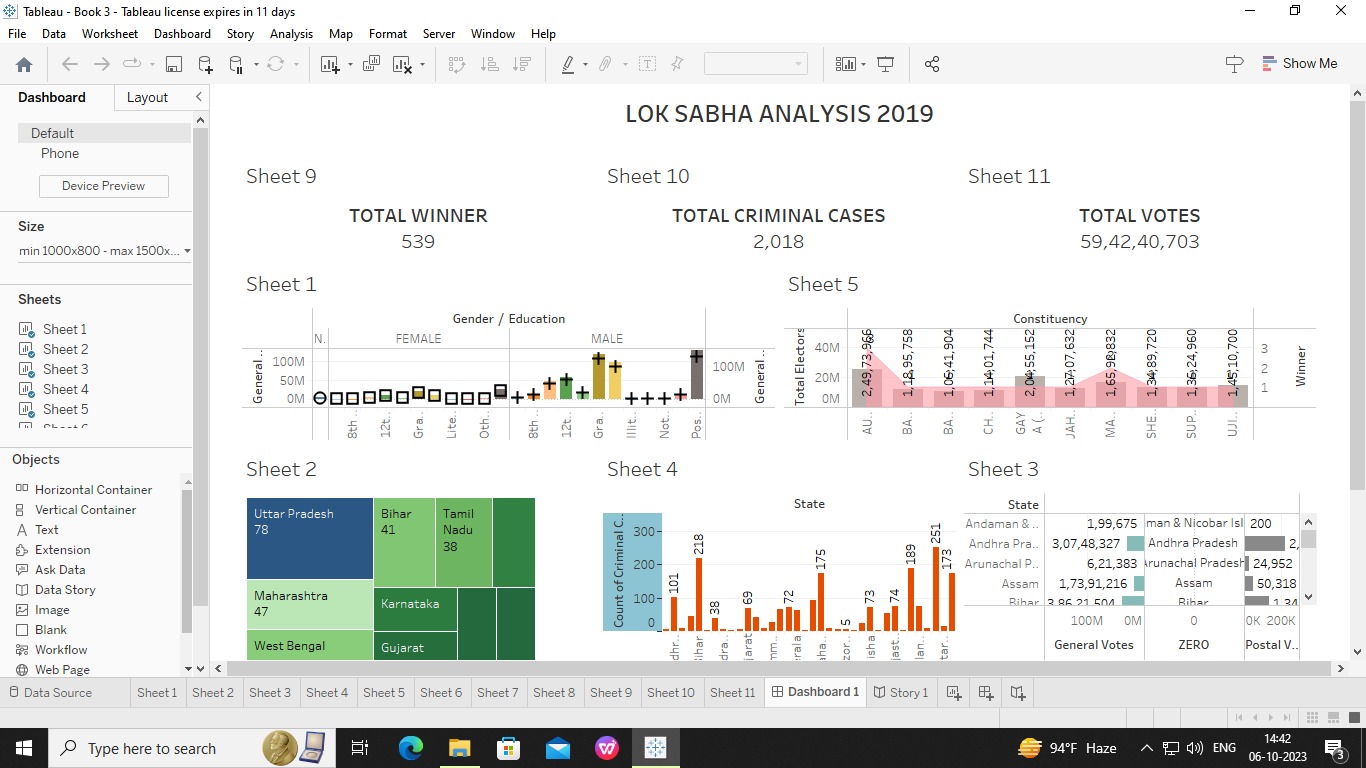 Tableau - Book 3 - Tableau license expires in 11 days
File Data Worksheet Dashboard Story Analysis Map Format Server Window Help
Show Me
Dashboard Layout
Default
Phone
Device Preview
Size
min 1000x800 - max 1500x...
Sheets
Sheet 1
Sheet 2
Sheet 3
Sheet 4
Sheet 5
Objects
Horizontal Container
Vertical Container
Text
Extension
Ask Data
Data Story
Image
Blank
Workflow
Web Page
LOK SABHA ANALYSIS 2019
Sheet 9
TOTAL WINNER
539
Sheet 10
TOTAL CRIMINAL CASES
2,018
Sheet 11
TOTAL VOTES
59,42,40,703
Sheet 1
Gender / Education
N. FEMALE MALE
General ..
100M
50M
0M
100M
0M
General ..
8th .. 12t.. Gra.. Lite.. Oth.. 8th .. 12t.. Gra.. Illit.. Not.. Pos..
Sheet 5
Constituency
Total Electors
40M
20M
0M
2,49,73,966 1,05,41,904 1,14,01,744 2,04,55,152 1,34,89,720 1,36,24,960 1,45,10,700
3
2
1
Winner
AU.. BA.. BA.. CH.. GAY A (.. JAH.. MA.. SHE.. SUP.. UJI..
Sheet 2
Uttar Pradesh
78
Bihar
41
Tamil
Nadu
38
Maharashtra
47
Karnataka
West Bengal
Gujarat
Sheet 4
State
Count of Criminal C..
300
200
100
0
101 218 38 69 72 175 5 73 74 189 251 173
dhr.. Bihar dra.. jarat mm.. erala aha.. zor.. isha jast.. lan.. tar..
Sheet 3
State
Andaman & .. 1,99,675 man & Nicobar Isl 200
Andhra Pra.. 3,07,48,327 Andhra Pradesh 2,
Arunachal P.. 6,21,383 Arunachal Pradesh 24,952
Assam 1,73,91,216 Assam 50,318
Bihar 3,86,21,504 Bihar 1,34
100M 0M 0 0K 200K
General Votes ZERO Postal V..
Data Source Sheet 1 Sheet 2 Sheet 3 Sheet 4 Sheet 5 Sheet 6 Sheet 7 Sheet 8 Sheet 9 Sheet 10 Sheet 11 Dashboard 1 Story 1
Type here to search
94°F Haze
ENG
14:42
06-10-2023
3